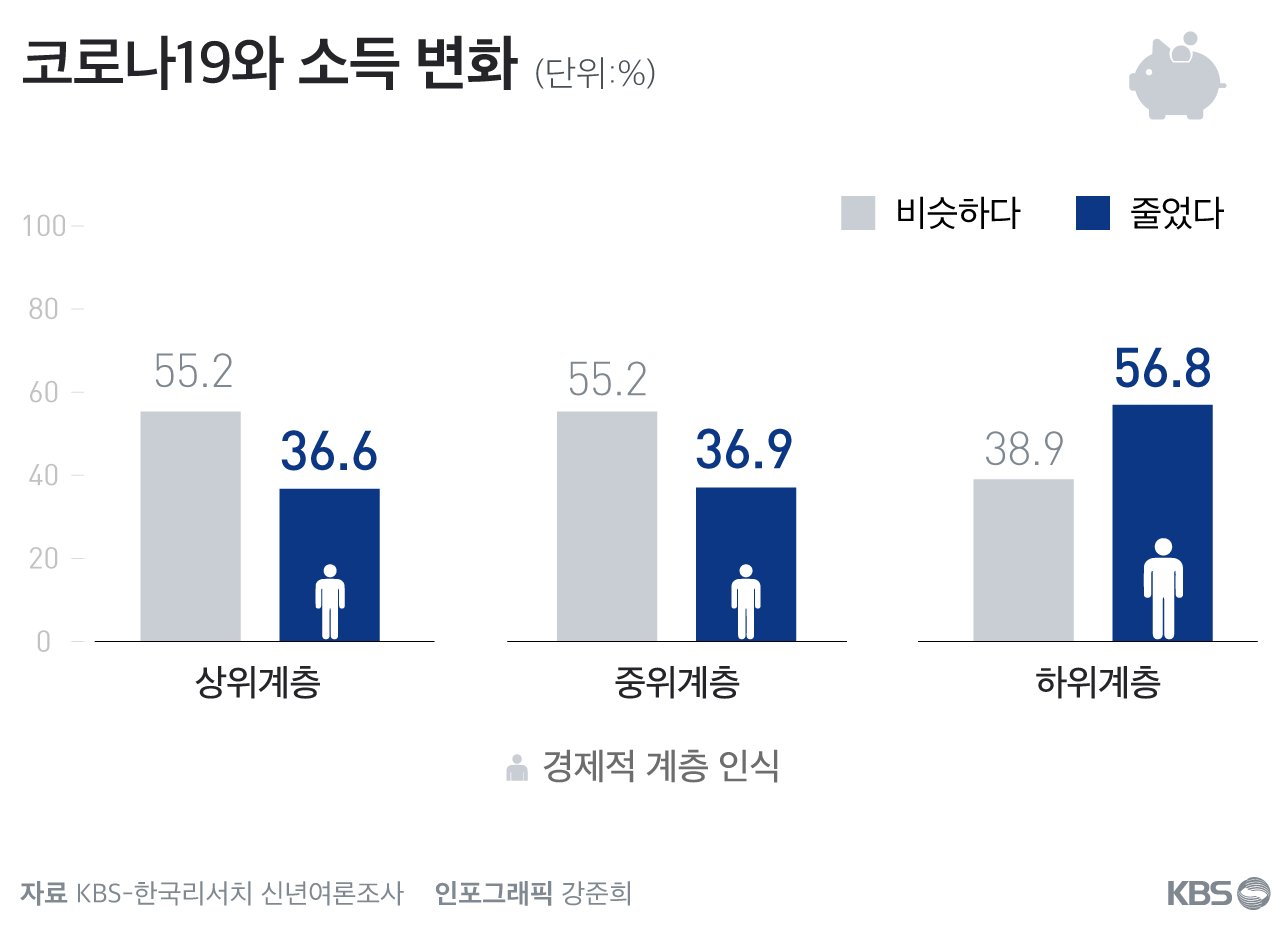 코로나19와 소득 변화 (단위:%)
비슷하다 줄었다
100
80
60
40
20
0
55.2 36.6
55.2 36.9
38.9 56.8
상위계층 중위계층 하위계층
경제적 계층 인식
자료 KBS-한국리서치 신년여론조사 인포그래픽 강준희
KBS